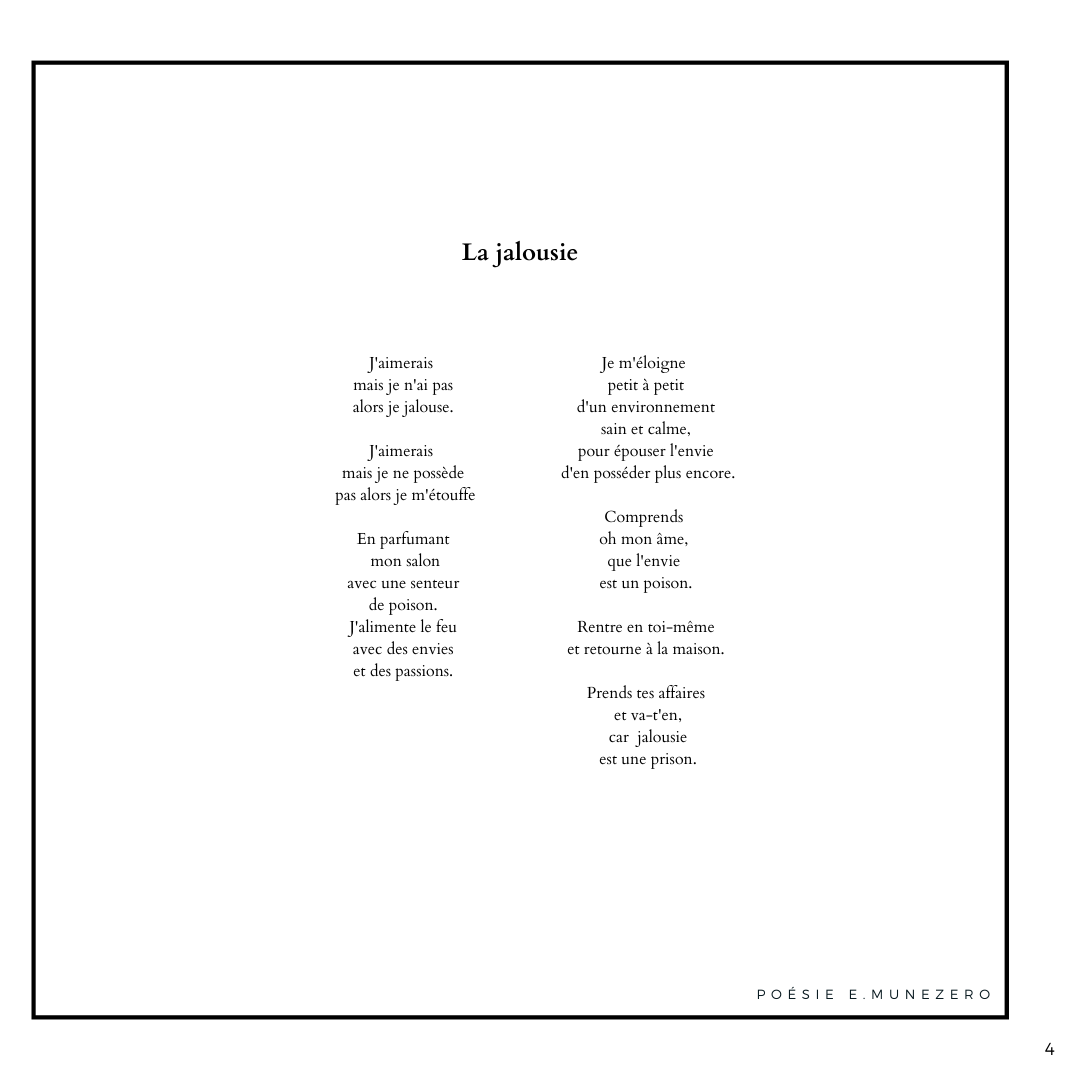 La jalousie
J'aimerais
mais je n'ai pas
alors je jalouse.
J'aimerais
mais je ne possède
pas alors je m'étouffe
En parfumant
mon salon
avec une senteur
de poison.
J'alimente le feu
avec des envies
et des passions.
Je m'éloigne
petit à petit
d'un environnement
sain et calme,
pour épouser l'envie
d'en posséder plus encore.
Comprends
oh mon âme,
que l'envie
est un poison.
Rentre en toi-même
et retourne à la maison.
Prends tes affaires
et va-t'en,
car  jalousie
est une prison.
POÉSIE E.MUNEZERO
4